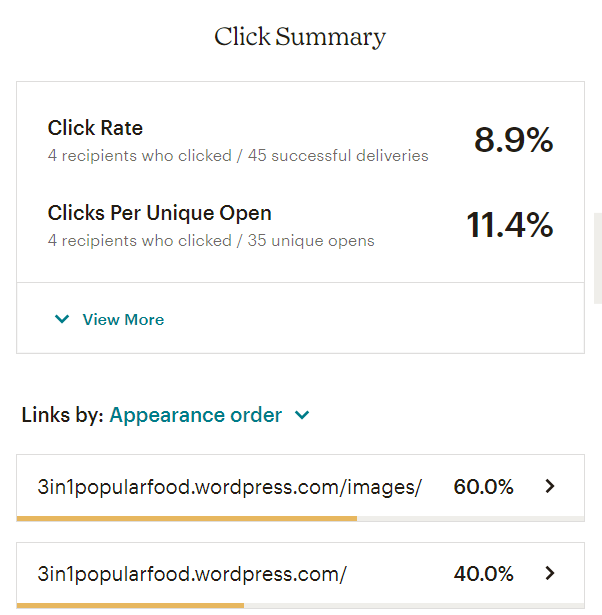 Click Summary
Click Rate
8.9%
4 recipients who clicked / 45 successful deliveries
Clicks Per Unique Open
11.4%
4 recipients who clicked / 35 unique opens
View More
Links by: Appearance order
3in1popularfood.wordpress.com/images/ 60.0%
3in1popularfood.wordpress.com/ 40.0%